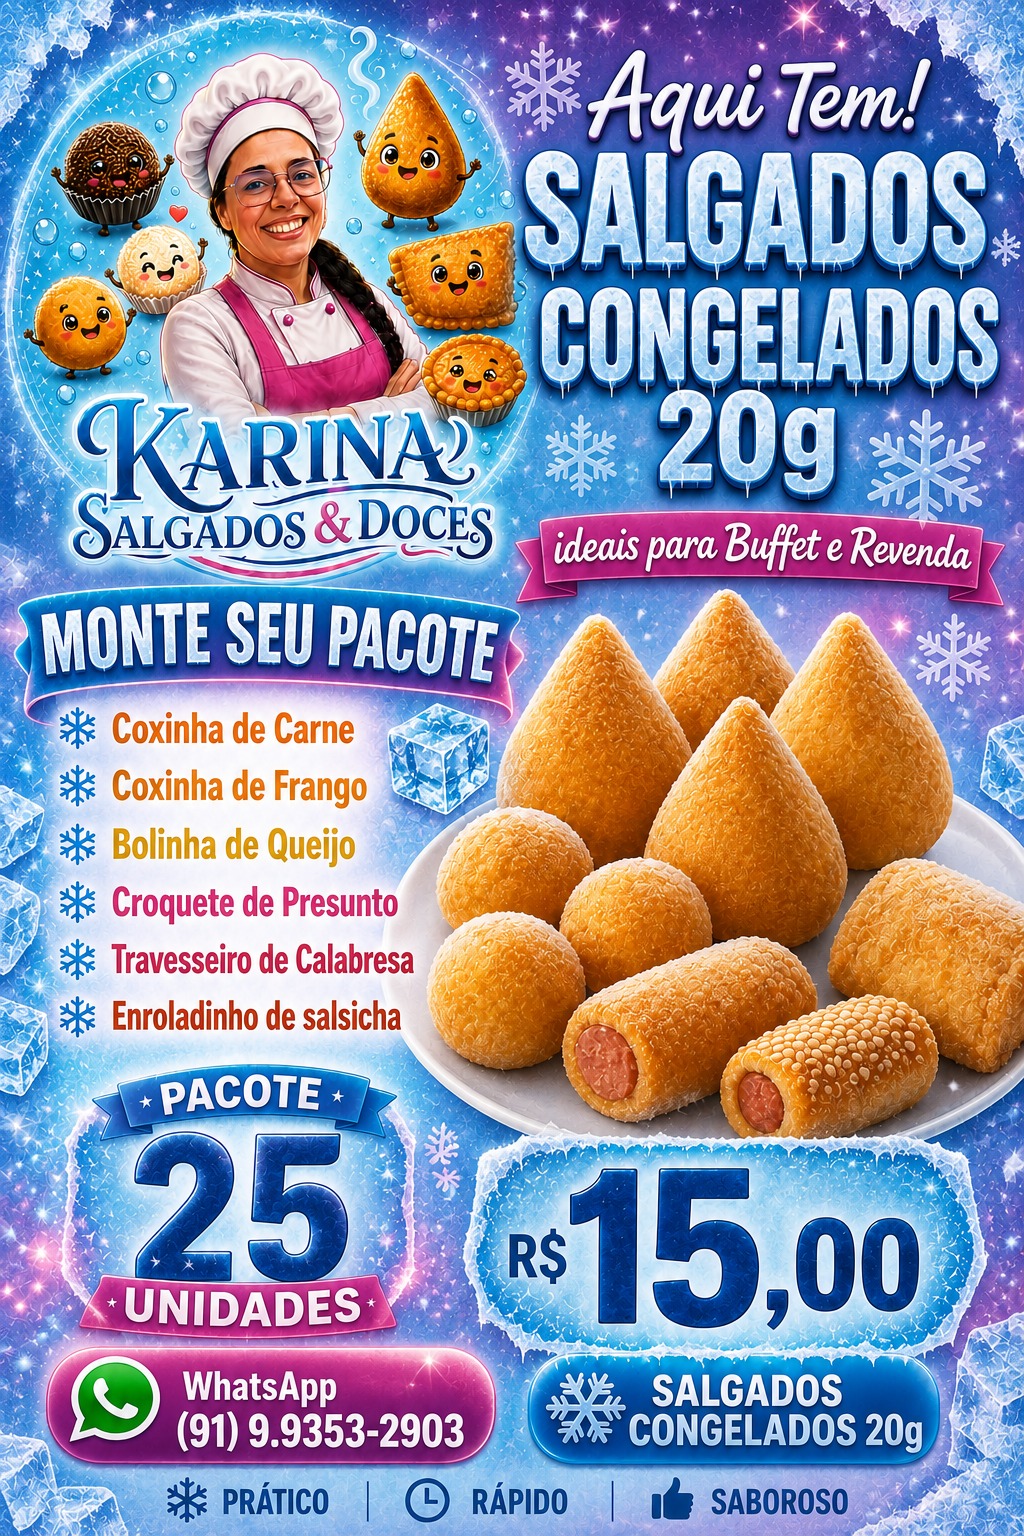 Aqui Tem!
SALGADOS
CONGELADOS
20g
ideais para Buffet e Revenda
KARINA
SALGADOS & DOCES
MONTE SEU PACOTE
Coxinha de Carne
Coxinha de Frango
Bolinha de Queijo
Croquete de Presunto
Travesseiro de Calabresa
Enroladinho de salsicha
PACOTE
25
UNIDADES
R$ 15,00
WhatsApp
(91) 9.9353-2903
SALGADOS
CONGELADOS 20g
PRÁTICO
RÁPIDO
SABOROSO